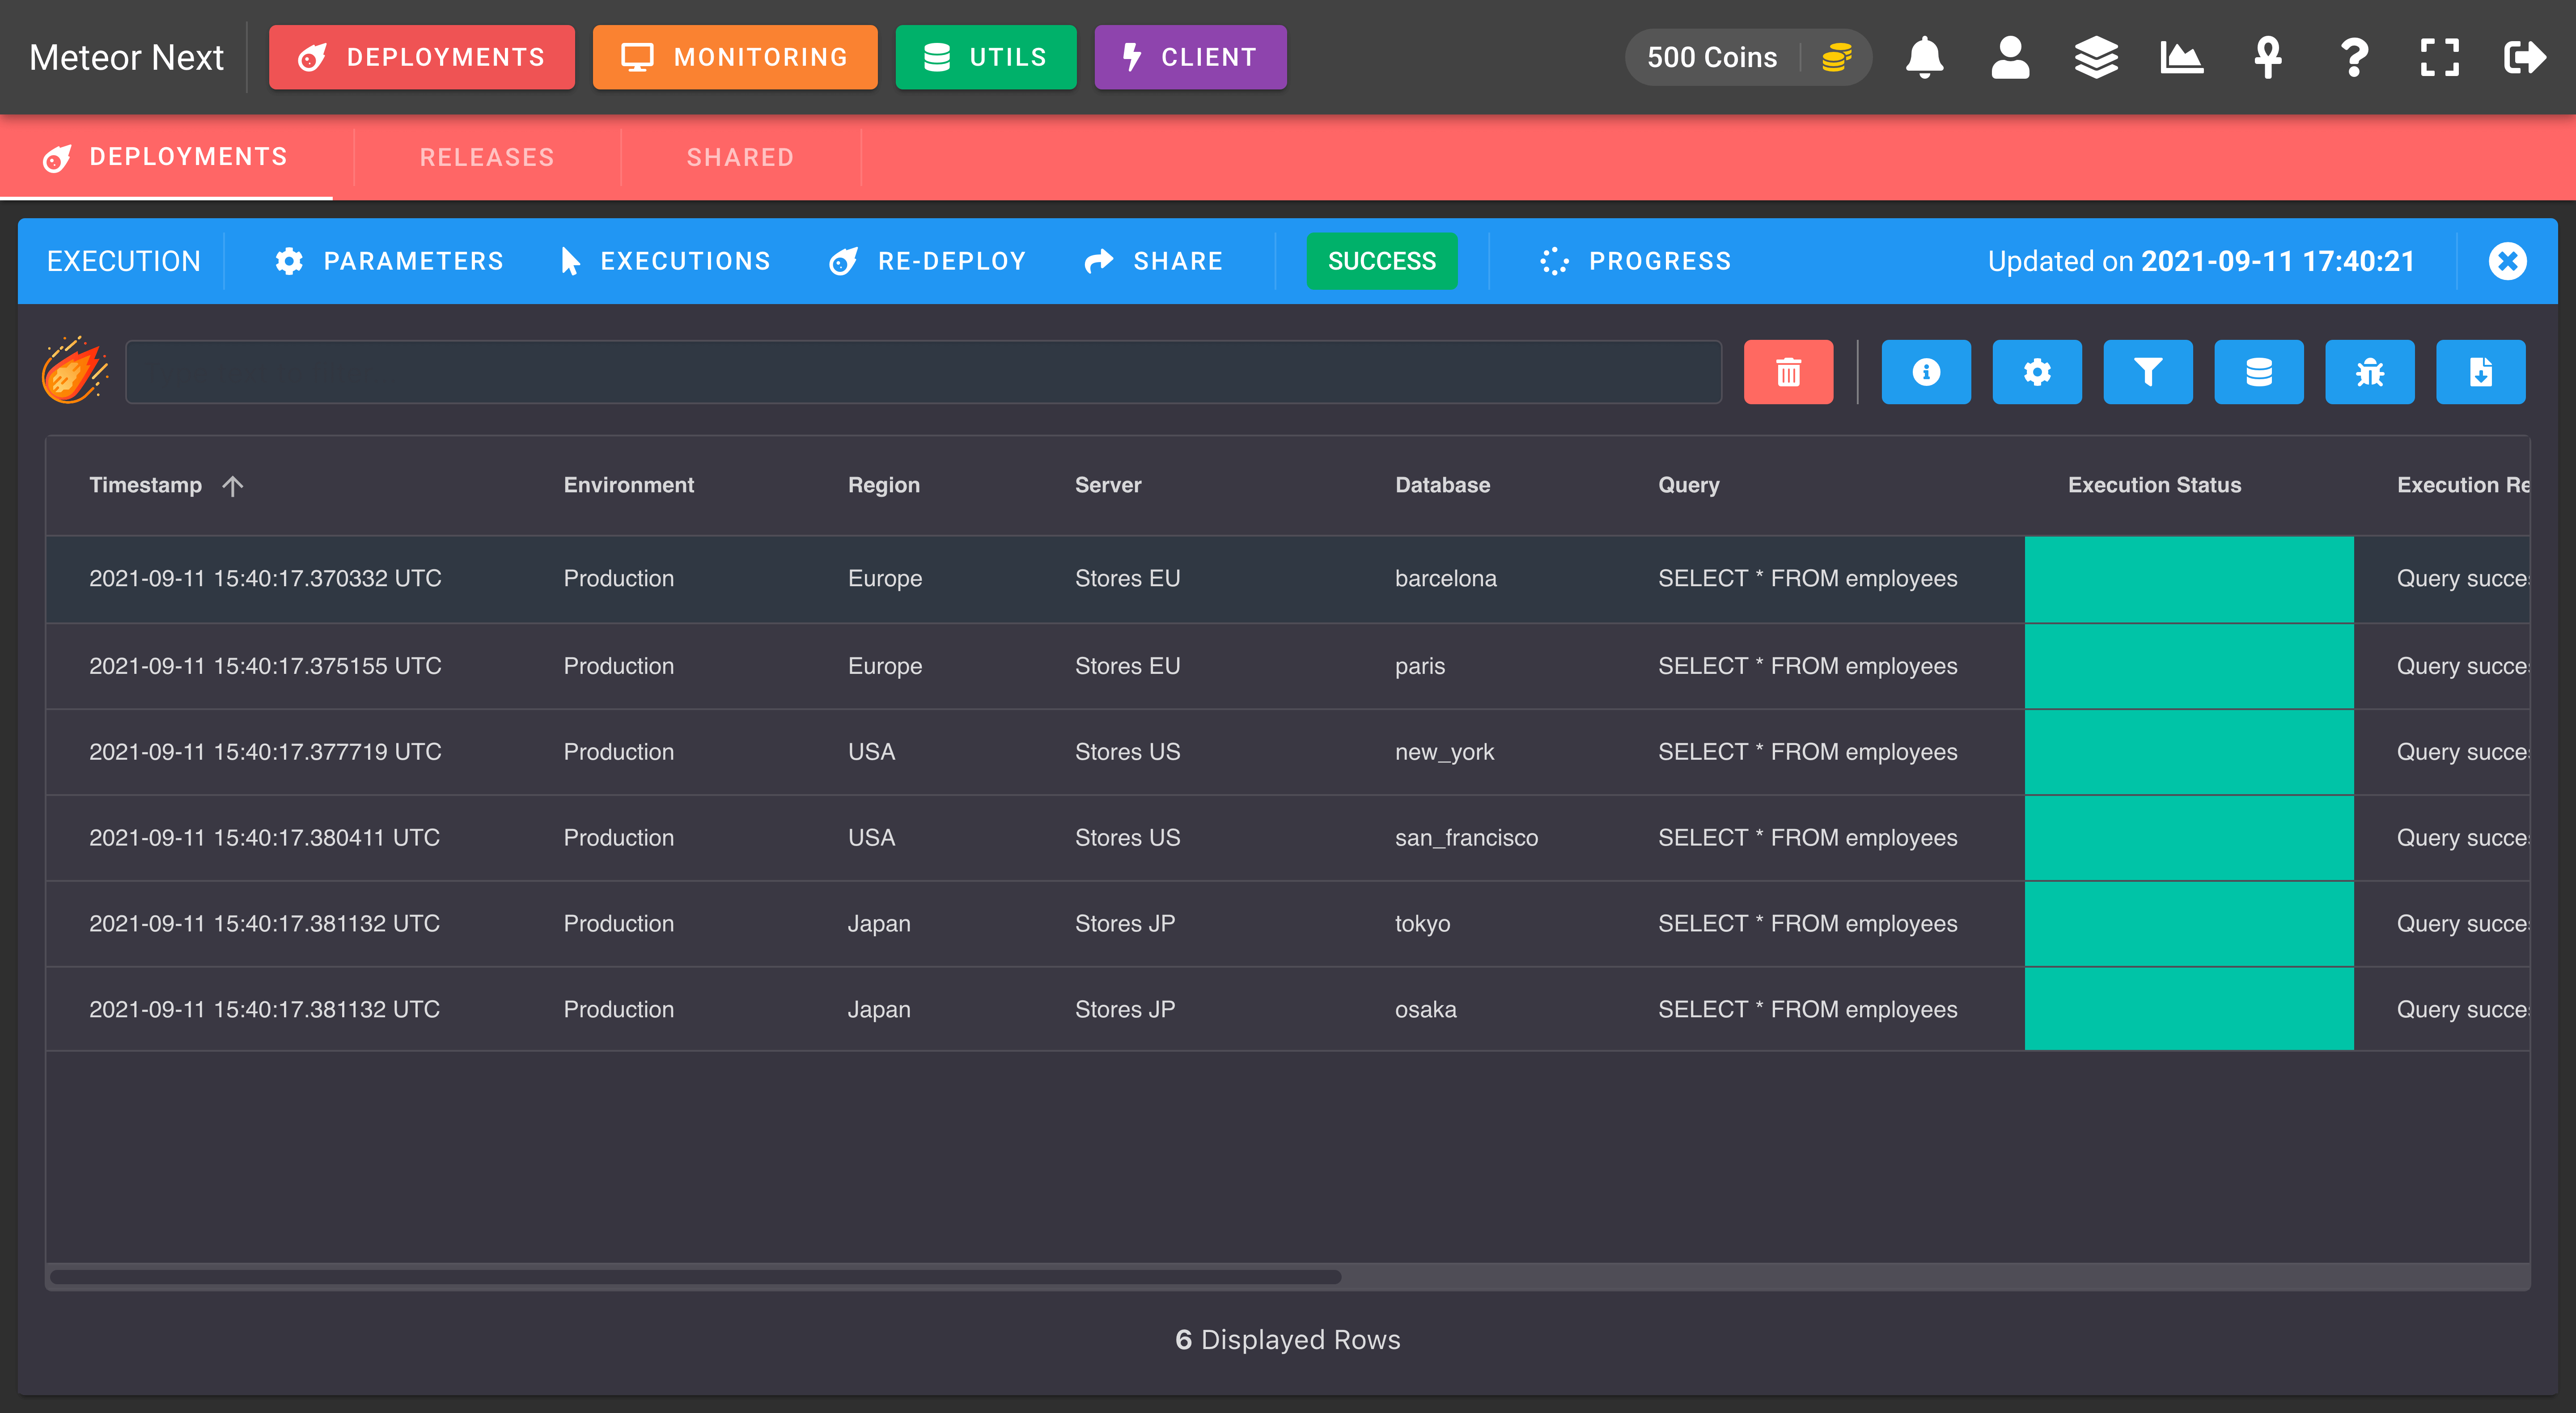 Meteor Next DEPLOYMENTS MONITORING UTILS CLIENT 500 Coins
DEPLOYMENTS RELEASES SHARED
EXECUTION PARAMETERS EXECUTIONS RE-DEPLOY SHARE SUCCESS PROGRESS Updated on 2021-09-11 17:40:21
Timestamp Environment Region Server Database Query Execution Status Execution Re
2021-09-11 15:40:17.370332 UTC Production Europe Stores EU barcelona SELECT * FROM employees Query succes
2021-09-11 15:40:17.375155 UTC Production Europe Stores EU paris SELECT * FROM employees Query succes
2021-09-11 15:40:17.377719 UTC Production USA Stores US new_york SELECT * FROM employees Query succes
2021-09-11 15:40:17.380411 UTC Production USA Stores US san_francisco SELECT * FROM employees Query succes
2021-09-11 15:40:17.381132 UTC Production Japan Stores JP tokyo SELECT * FROM employees Query succes
2021-09-11 15:40:17.381132 UTC Production Japan Stores JP osaka SELECT * FROM employees Query succes
6 Displayed Rows